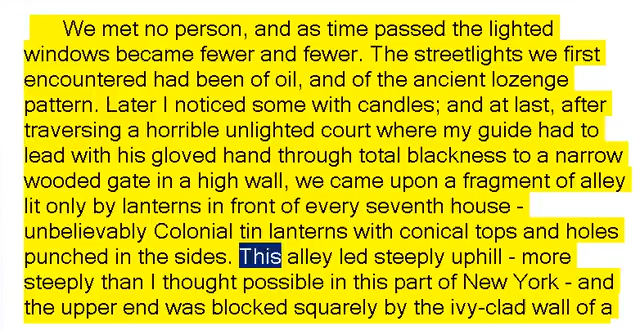 We met no person, and as time passed the lighted
windows became fewer and fewer. The streetlights we first
encountered had been of oil, and of the ancient lozenge
pattern. Later I noticed some with candles; and at last, after
traversing a horrible unlighted court where my guide had to
lead with his gloved hand through total blackness to a narrow
wooded gate in a high wall, we came upon a fragment of alley
lit only by lanterns in front of every seventh house -
unbelievably Colonial tin lanterns with conical tops and holes
punched in the sides. This alley led steeply uphill - more
steeply than I thought possible in this part of New York - and
the upper end was blocked squarely by the ivy-clad wall of a